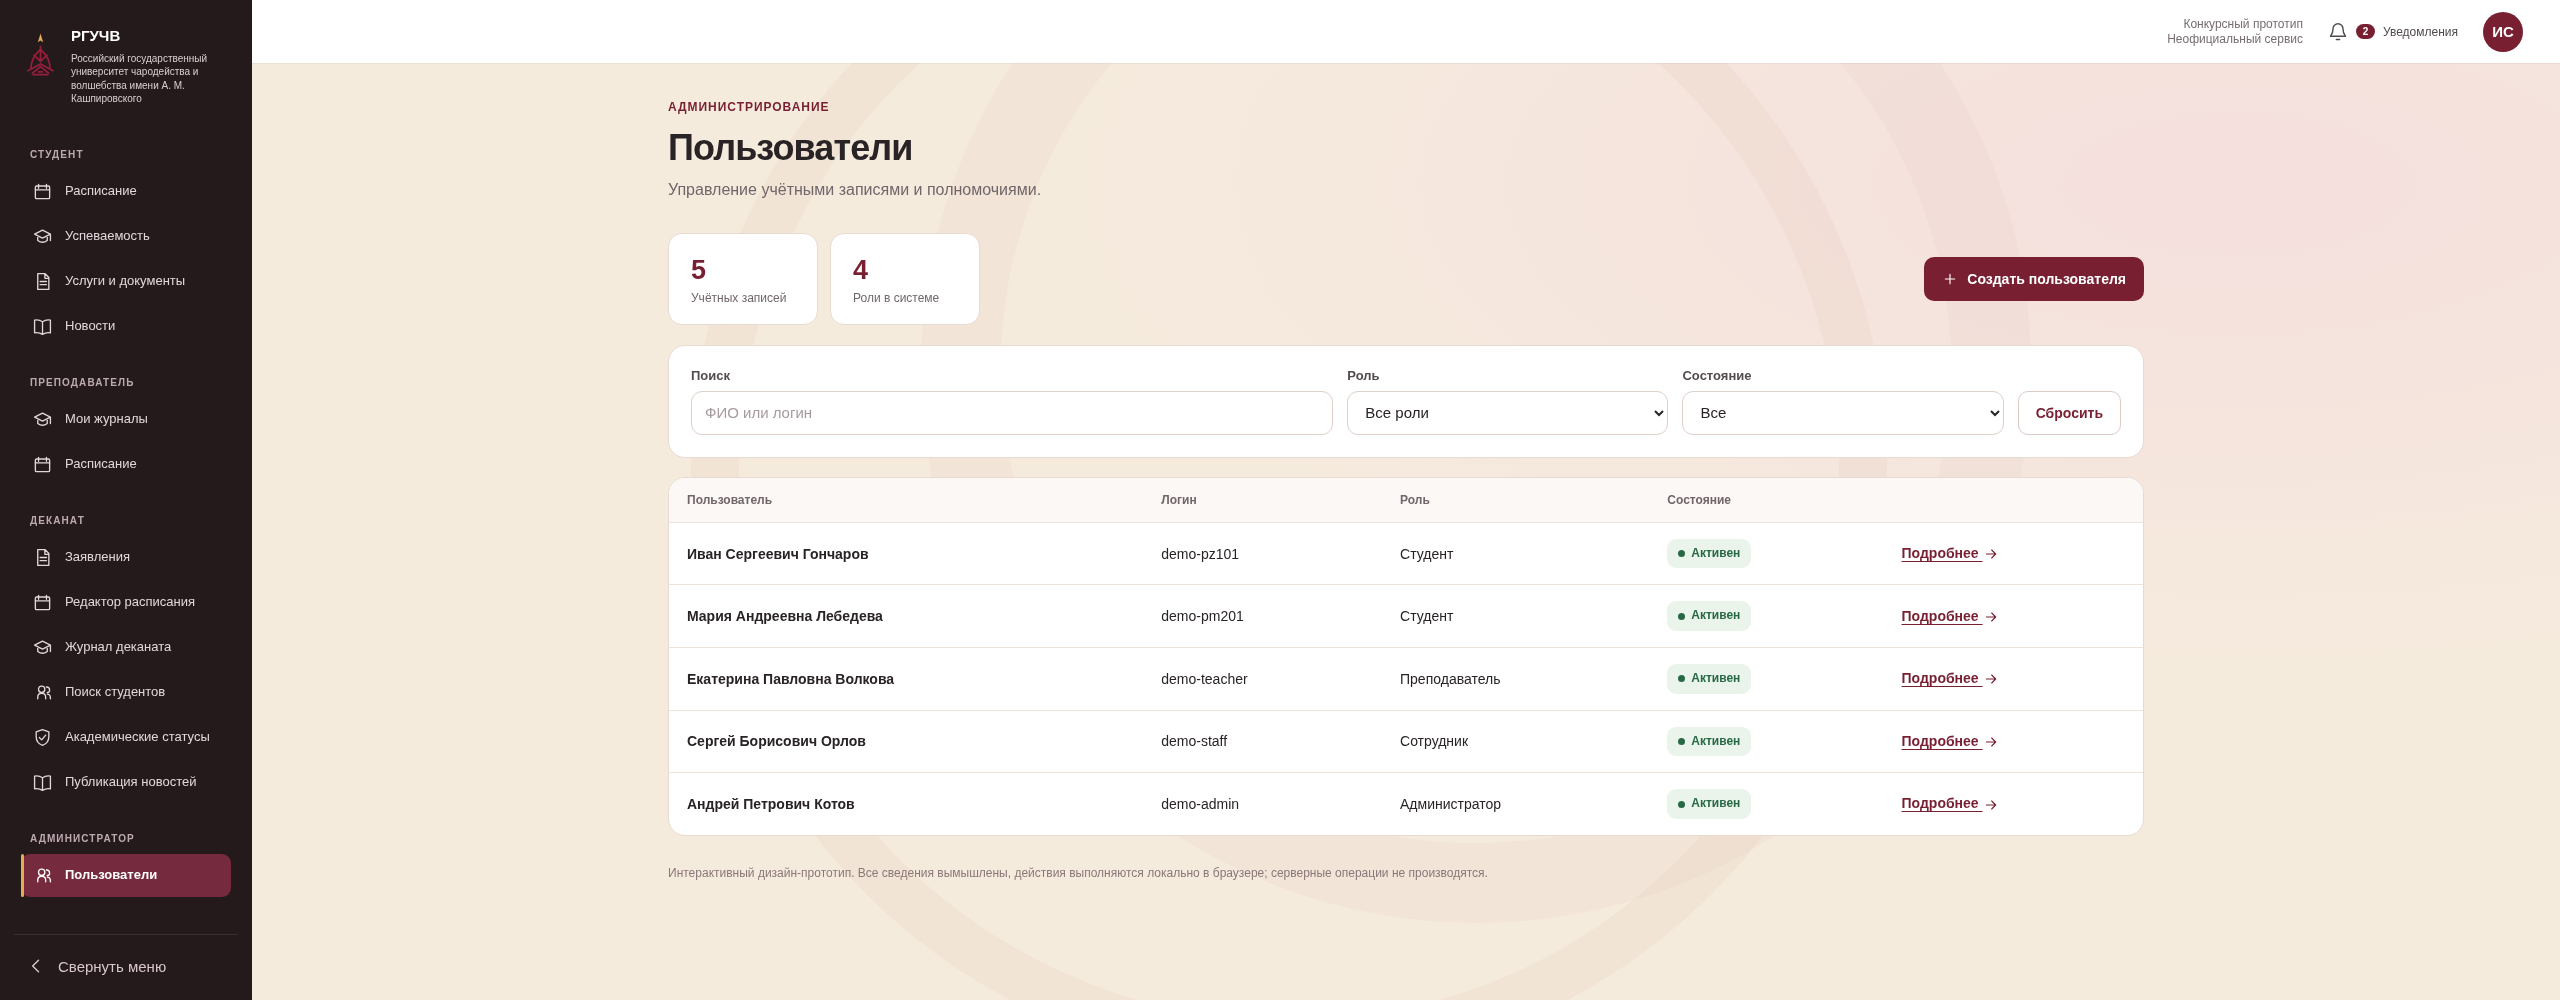 РГУЧВ
Российский государственный
университет чародейства и
волшебства имени А. М.
Кашпировского
СТУДЕНТ
Расписание
Успеваемость
Услуги и документы
Новости
ПРЕПОДАВАТЕЛЬ
Мои журналы
Расписание
ДЕКАНАТ
Заявления
Редактор расписания
Журнал деканата
Поиск студентов
Академические статусы
Публикация новостей
АДМИНИСТРАТОР
Пользователи
Свернуть меню
Конкурсный прототип
Неофициальный сервис
2 Уведомления
ИС
АДМИНИСТРИРОВАНИЕ
Пользователи
Управление учётными записями и полномочиями.
5
Учётных записей
4
Роли в системе
Создать пользователя
Поиск Роль Состояние
ФИО или логин Все роли Все Сбросить
Пользователь Логин Роль Состояние
Иван Сергеевич Гончаров demo-pz101 Студент Активен Подробнее
Мария Андреевна Лебедева demo-pm201 Студент Активен Подробнее
Екатерина Павловна Волкова demo-teacher Преподаватель Активен Подробнее
Сергей Борисович Орлов demo-staff Сотрудник Активен Подробнее
Андрей Петрович Котов demo-admin Администратор Активен Подробнее
Интерактивный дизайн-прототип. Все сведения вымышлены, действия выполняются локально в браузере; серверные операции не производятся.